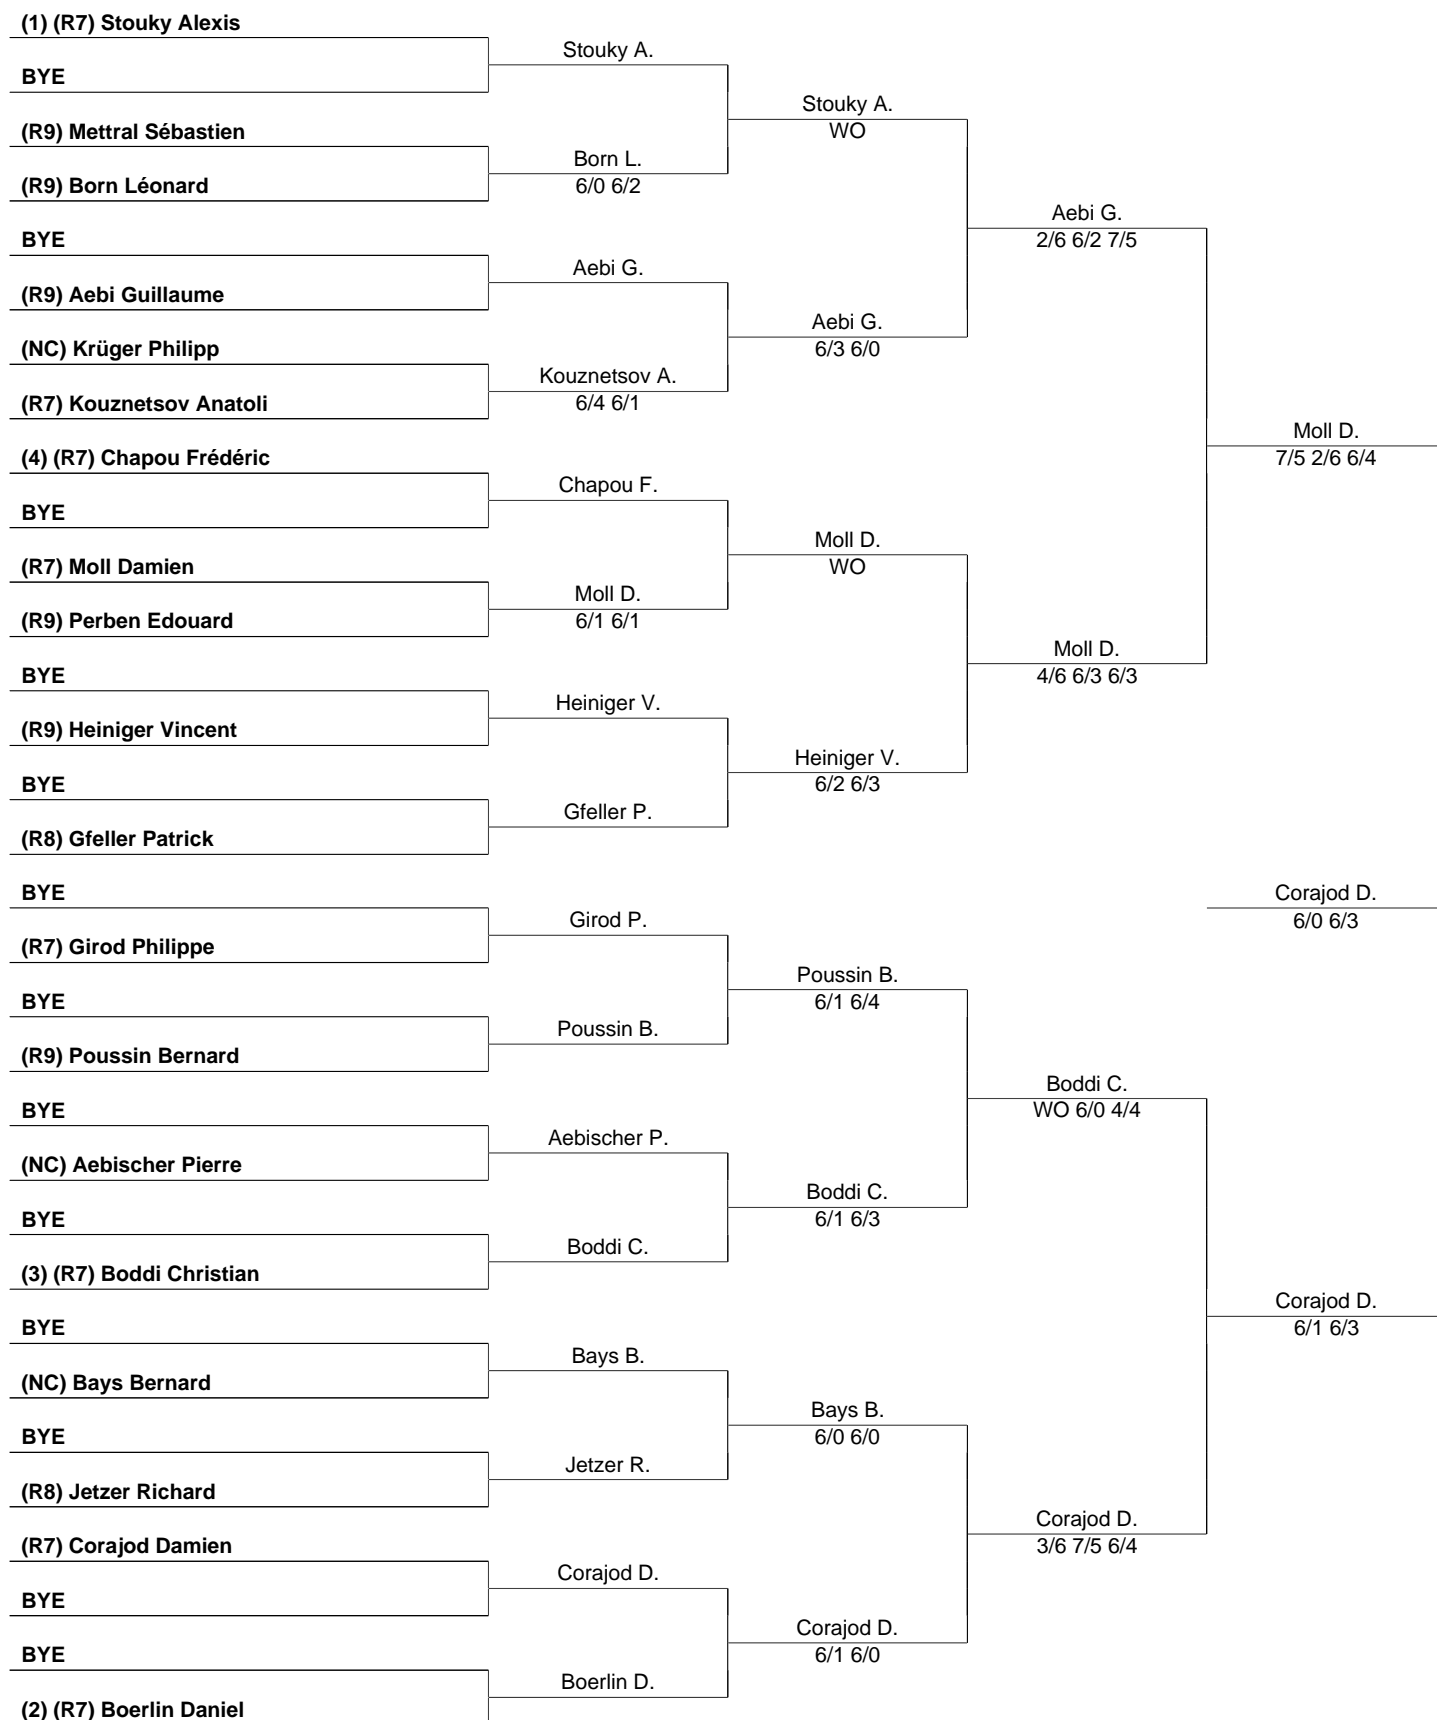 (1) (R7) Stouky Alexis
BYE
(R9) Mettral Sébastien
(R9) Born Léonard
BYE
(R9) Aebi Guillaume
(NC) Krüger Philipp
(R7) Kouznetsov Anatoli
(4) (R7) Chapou Frédéric
BYE
(R7) Moll Damien
(R9) Perben Edouard
BYE
(R9) Heiniger Vincent
BYE
(R8) Gfeller Patrick
BYE
(R7) Girod Philippe
BYE
(R9) Poussin Bernard
BYE
(NC) Aebischer Pierre
BYE
(3) (R7) Boddi Christian
BYE
(NC) Bays Bernard
BYE
(R8) Jetzer Richard
(R7) Corajod Damien
BYE
BYE
(2) (R7) Boerlin Daniel
Stouky A.
Born L.
6/0 6/2
Aebi G.
Kouznetsov A.
6/4 6/1
Chapou F.
Moll D.
6/1 6/1
Heiniger V.
Gfeller P.
Girod P.
Poussin B.
Aebischer P.
Boddi C.
Bays B.
Jetzer R.
Corajod D.
Boerlin D.
Stouky A.
WO
Aebi G.
6/3 6/0
Moll D.
WO
Heiniger V.
6/2 6/3
Poussin B.
6/1 6/4
Boddi C.
6/1 6/3
Bays B.
6/0 6/0
Corajod D.
6/1 6/0
Aebi G.
2/6 6/2 7/5
Moll D.
4/6 6/3 6/3
Boddi C.
WO 6/0 4/4
Corajod D.
3/6 7/5 6/4
Moll D.
7/5 2/6 6/4
Corajod D.
6/0 6/3
Corajod D.
6/1 6/3